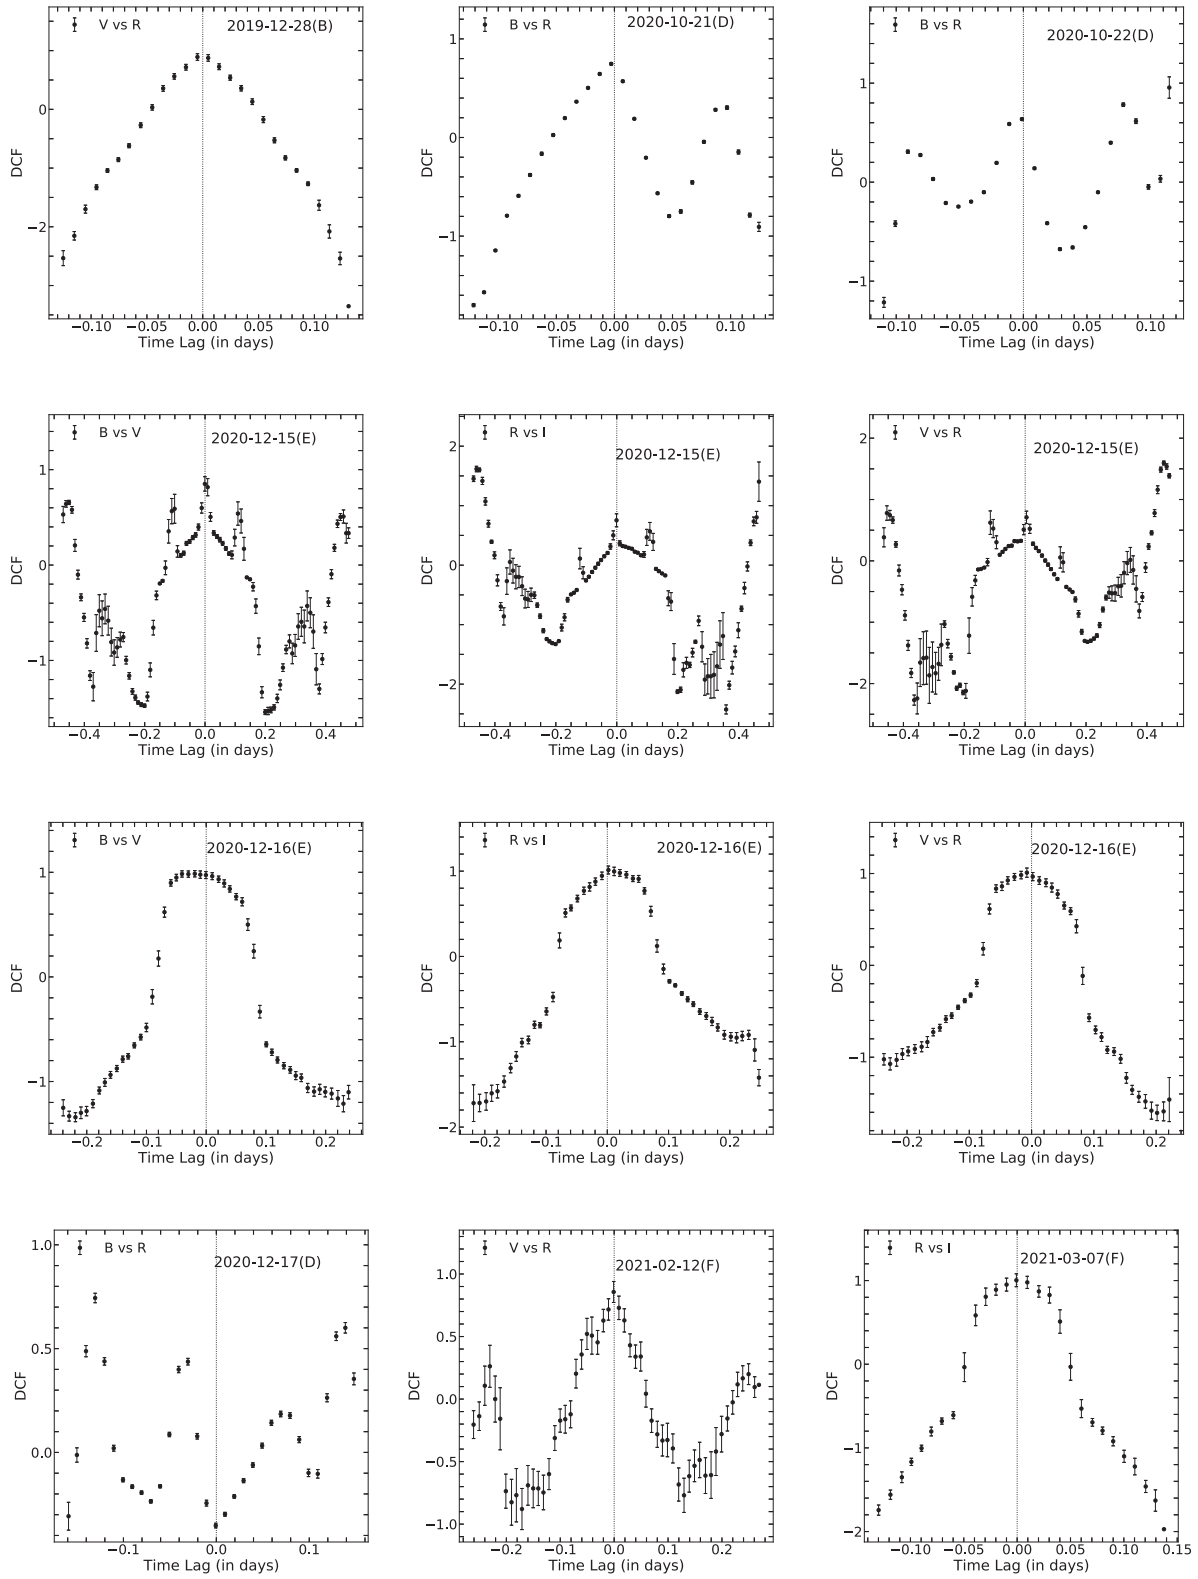 V vs R
2019-12-28(B)
DCF
0
−2
−0.10 −0.05 0.00 0.05 0.10
Time Lag (in days)
B vs R
2020-10-21(D)
DCF
1
0
−1
−0.10 −0.05 0.00 0.05 0.10
Time Lag (in days)
B vs R
2020-10-22(D)
DCF
1
0
−1
−0.10 −0.05 0.00 0.05 0.10
Time Lag (in days)
B vs V
2020-12-15(E)
DCF
1
0
−1
−0.4 −0.2 0.0 0.2 0.4
Time Lag (in days)
R vs I
2020-12-15(E)
DCF
2
0
−2
−0.4 −0.2 0.0 0.2 0.4
Time Lag (in days)
V vs R
2020-12-15(E)
DCF
2
0
−2
−0.4 −0.2 0.0 0.2 0.4
Time Lag (in days)
B vs V
2020-12-16(E)
DCF
1
0
−1
−0.2 −0.1 0.0 0.1 0.2
Time Lag (in days)
R vs I
2020-12-16(E)
DCF
1
0
−1
−2
−0.2 −0.1 0.0 0.1 0.2
Time Lag (in days)
V vs R
2020-12-16(E)
DCF
1
0
−1
−0.2 −0.1 0.0 0.1 0.2
Time Lag (in days)
B vs R
2020-12-17(D)
DCF
1.0
0.5
0.0
−0.1 0.0 0.1
Time Lag (in days)
V vs R
2021-02-12(F)
DCF
1.0
0.5
0.0
−0.5
−1.0
−0.2 −0.1 0.0 0.1 0.2
Time Lag (in days)
R vs I
2021-03-07(F)
DCF
1
0
−1
−2
−0.10 −0.05 0.00 0.05 0.10 0.15
Time Lag (in days)